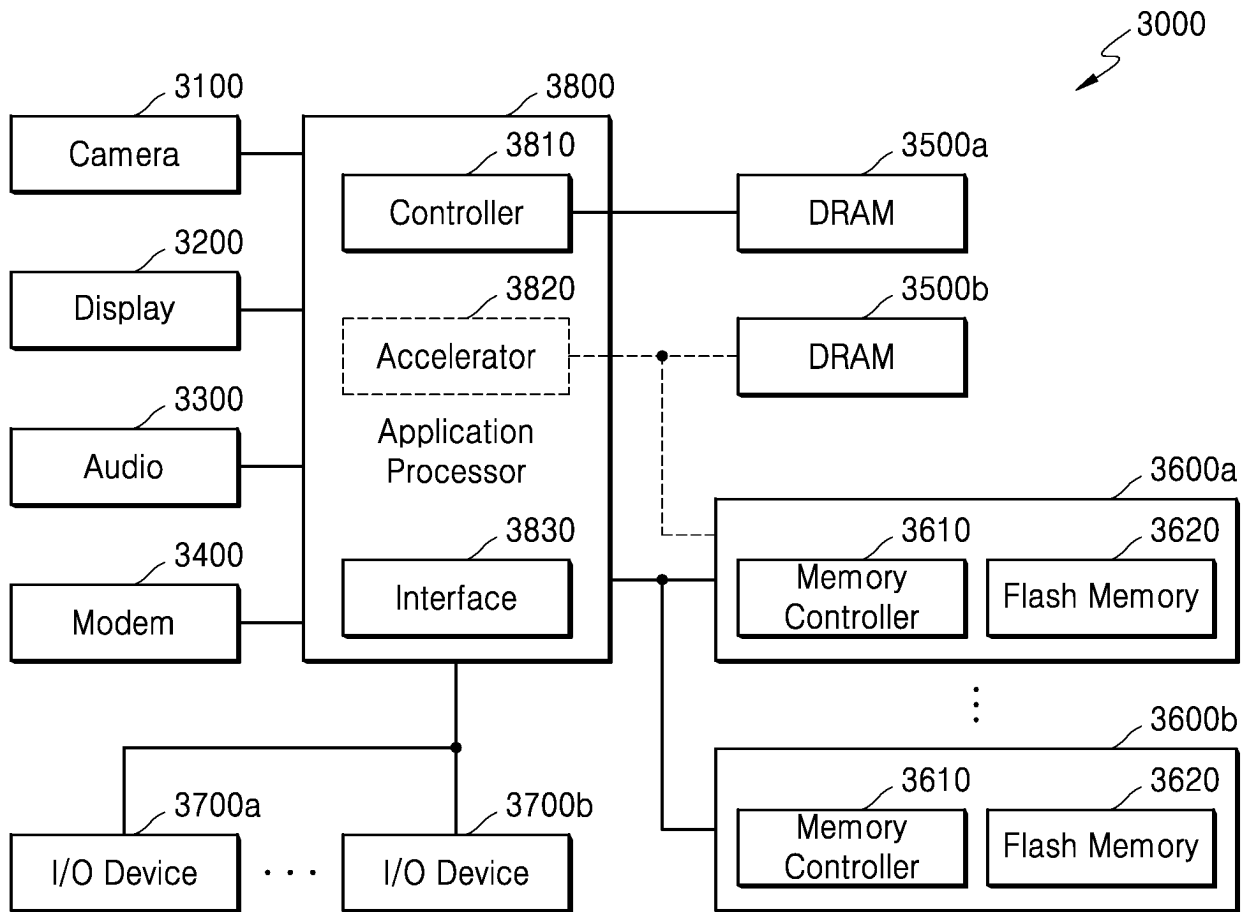 3000
3100
Camera
3200
Display
3300
Audio
3400
Modem
3800
3810
Controller
3820
Accelerator
Application
Processor
3830
Interface
3500a
DRAM
3500b
DRAM
3600a
3610
Memory
Controller
3620
Flash Memory
3600b
3610
Memory
Controller
3620
Flash Memory
3700a
I/O Device
3700b
I/O Device